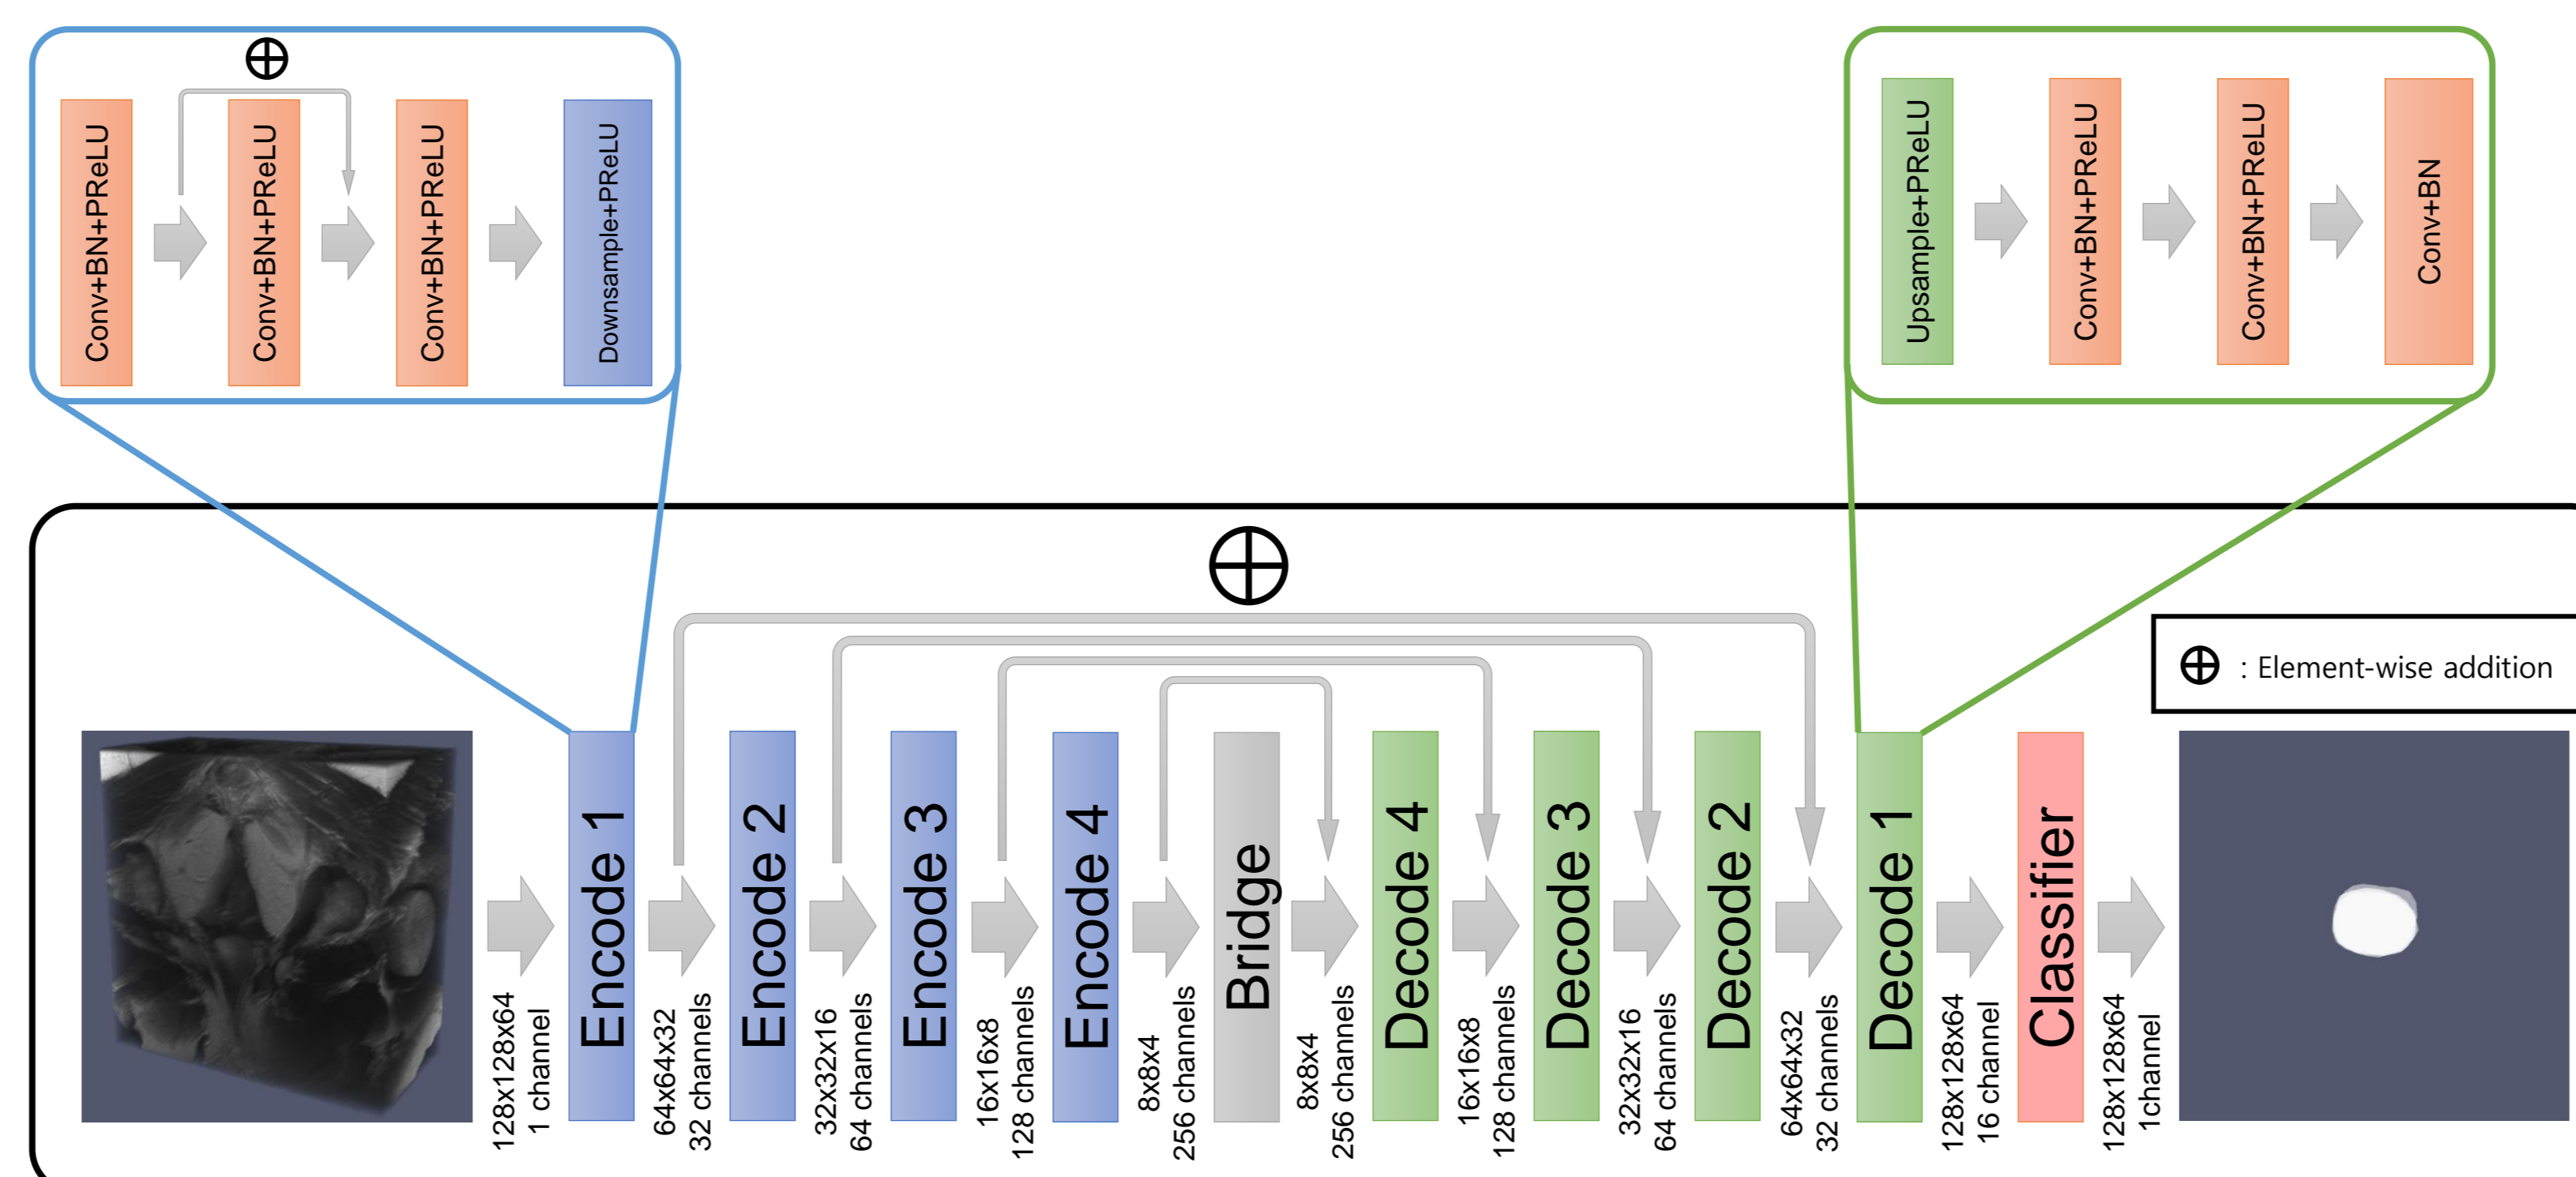 Conv+BN+PReLU
Conv+BN+PReLU
Conv+BN+PReLU
Downsample+PReLU
Upsample+PReLU
Conv+BN+PReLU
Conv+BN+PReLU
Conv+BN
: Element-wise addition
128x128x64
1 channel
Encode 1
64x64x32
32 channels
Encode 2
32x32x16
64 channels
Encode 3
16x16x8
128 channels
Encode 4
8x8x4
256 channels
Bridge
8x8x4
256 channels
Decode 4
16x16x8
128 channels
Decode 3
32x32x16
64 channels
Decode 2
64x64x32
32 channels
Decode 1
128x128x64
16 channel
Classifier
128x128x64
1channel